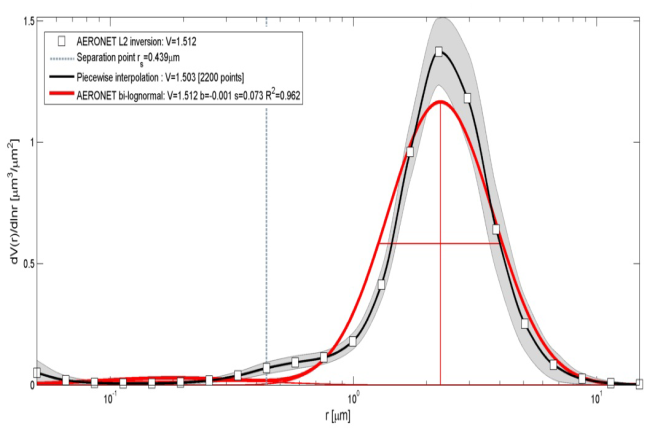 AERONET L2 inversion: V=1.512
Separation point rs=0.439μm
Piecewise interpolation : V=1.503 [2200 points]
AERONET bi-lognormal: V=1.512 b=-0.001 s=0.073 R²=0.962
dV(r)/dlnr [μm³/μm²]
1.5
1
0.5
0
10⁻¹
10⁰
10¹
r [μm]